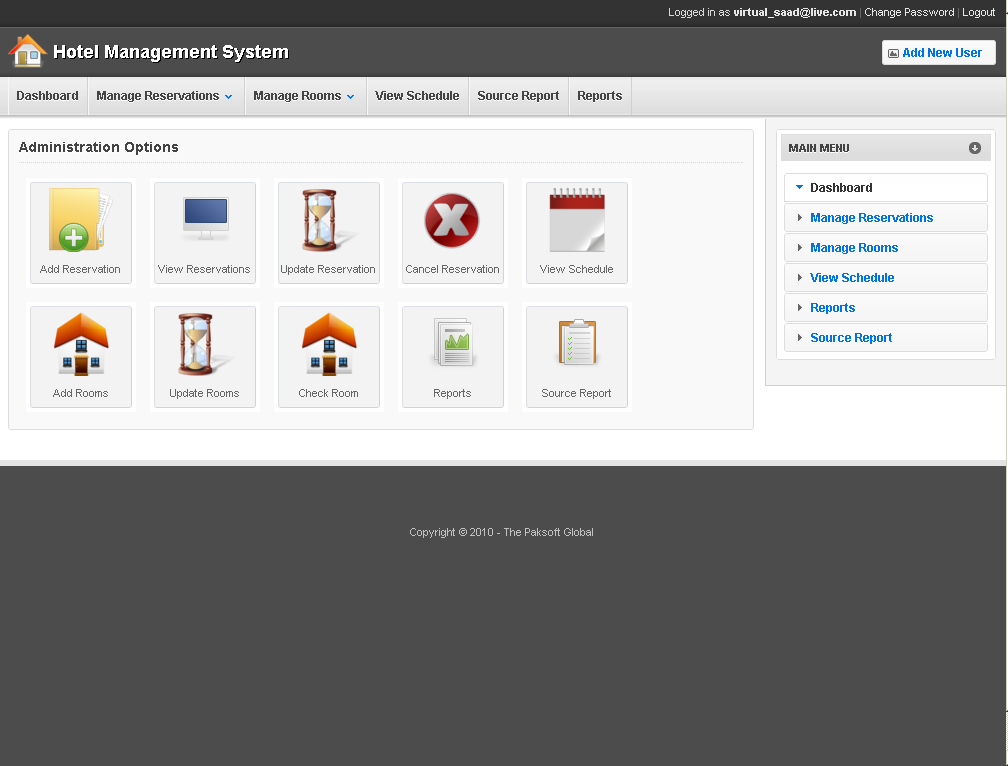 Logged in as virtual_saad@live.com | Change Password | Logout
Hotel Management System
Add New User
Dashboard Manage Reservations Manage Rooms View Schedule Source Report Reports
Administration Options
Add Reservation View Reservations Update Reservation Cancel Reservation View Schedule
Add Rooms Update Rooms Check Room Reports Source Report
MAIN MENU
Dashboard
Manage Reservations
Manage Rooms
View Schedule
Reports
Source Report
Copyright © 2010 - The Paksoft Global